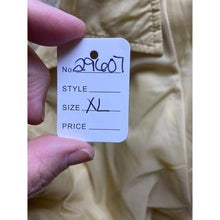 No. 29607
STYLE
SIZE XL
PRICE